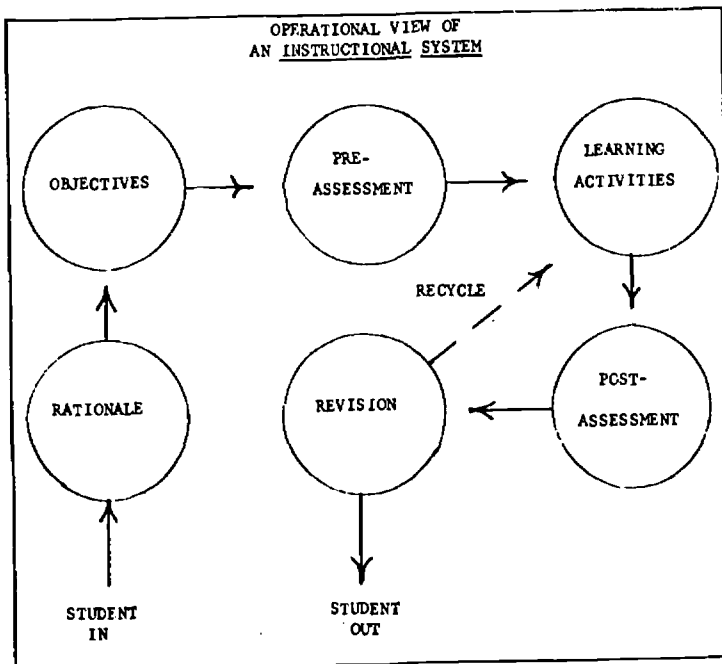 OPERATIONAL VIEW OF
AN INSTRUCTIONAL SYSTEM
OBJECTIVES
PRE-
ASSESSMENT
LEARNING
ACTIVITIES
RECYCLE
RATIONALE
REVISION
POST-
ASSESSMENT
STUDENT
IN
STUDENT
OUT